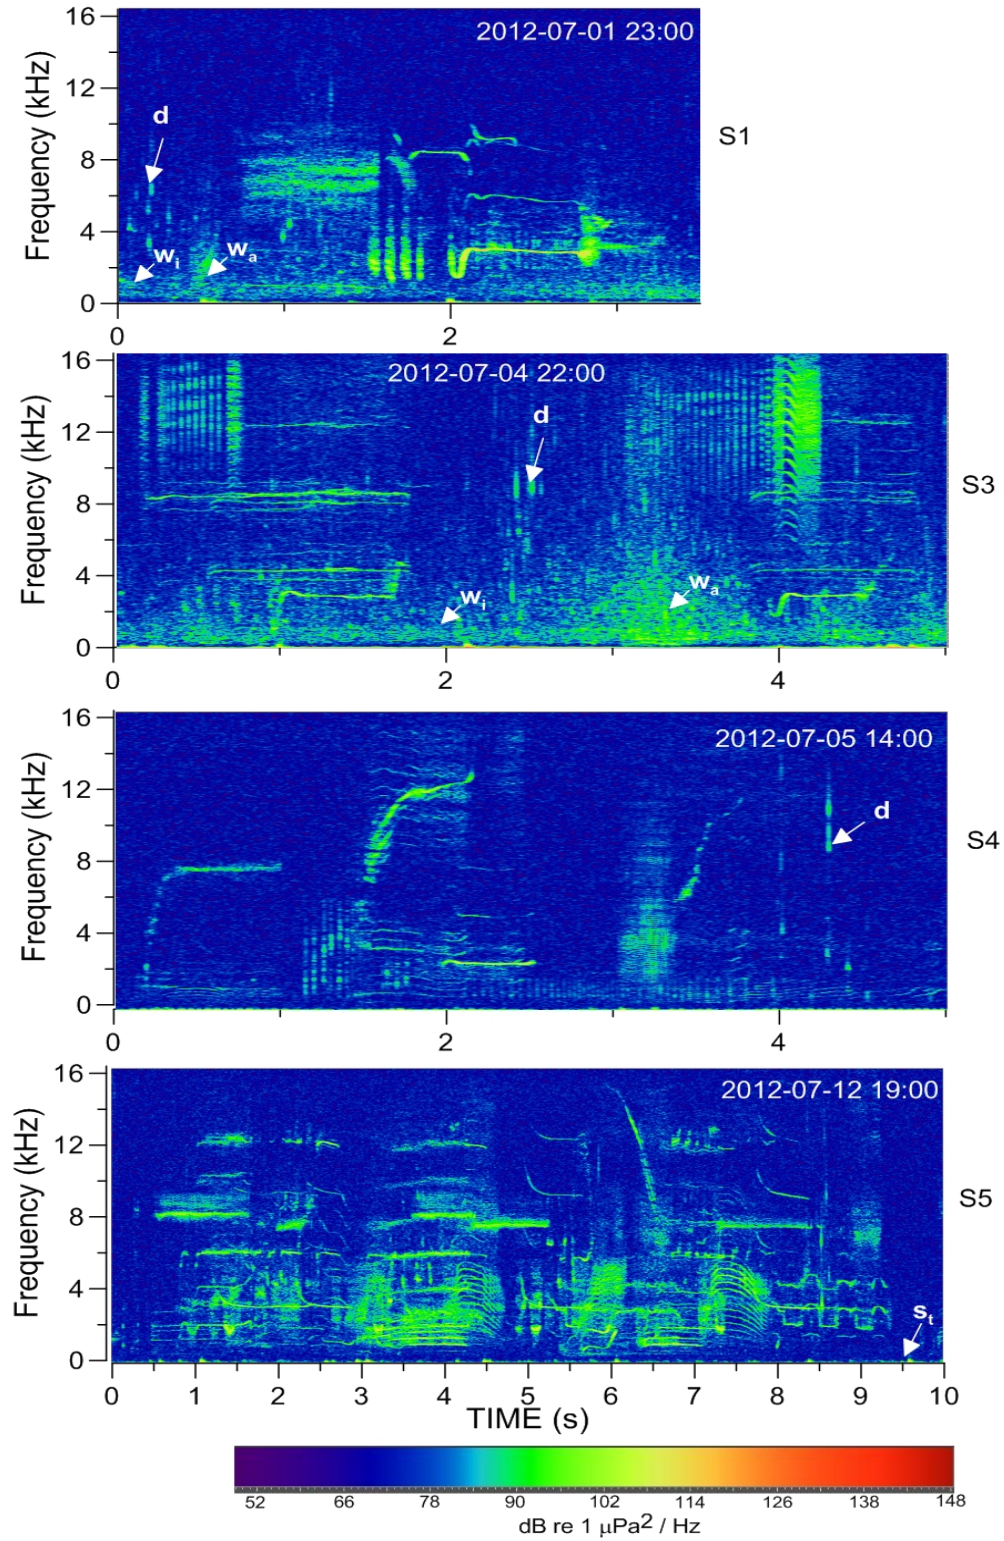 Frequency (kHz)
16
12
8
4
0
2012-07-01 23:00
d
wi
wa
S1
0
2
Frequency (kHz)
16
12
8
4
0
2012-07-04 22:00
d
wi
wa
S3
0
2
4
Frequency (kHz)
16
12
8
4
0
2012-07-05 14:00
d
S4
0
2
4
Frequency (kHz)
16
12
8
4
0
2012-07-12 19:00
st
S5
0 1 2 3 4 5 6 7 8 9 10
TIME (s)
52 66 78 90 102 114 126 138 148
dB re 1 μPa2 / Hz